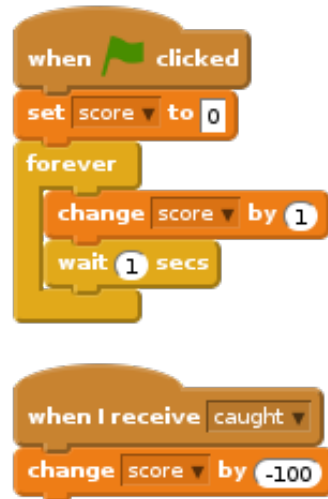 when clicked
set score to 0
forever
change score by 1
wait 1 secs
when I receive caught
change score by -100